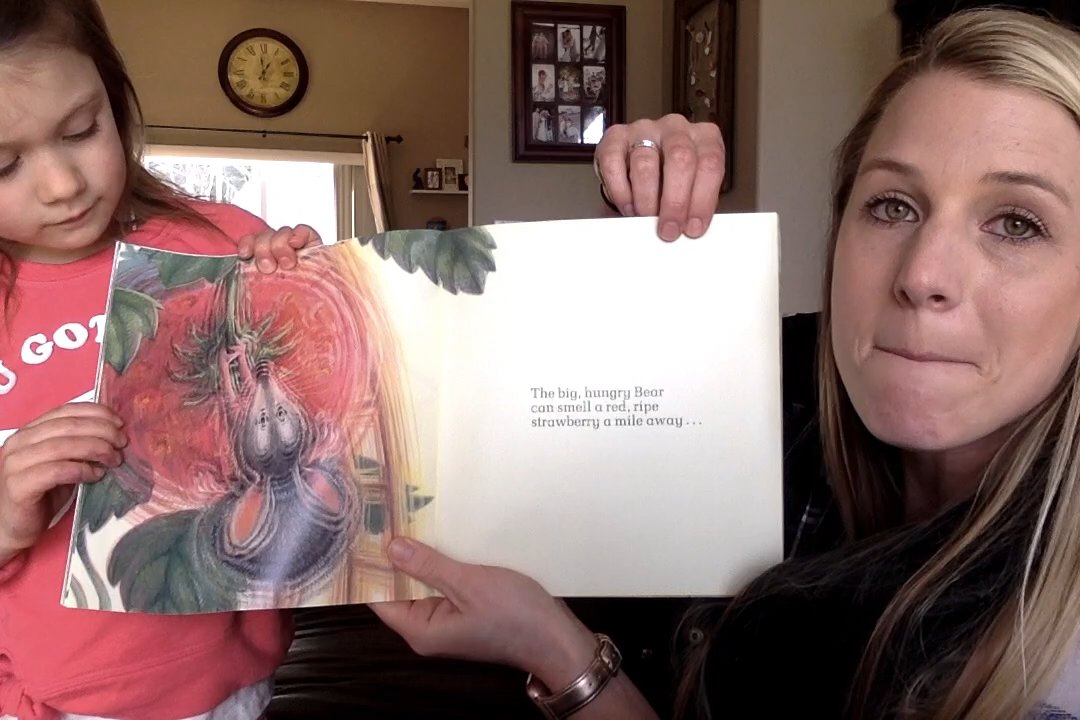 U GOT
The big, hungry Bear
can smell a red, ripe
strawberry a mile away...